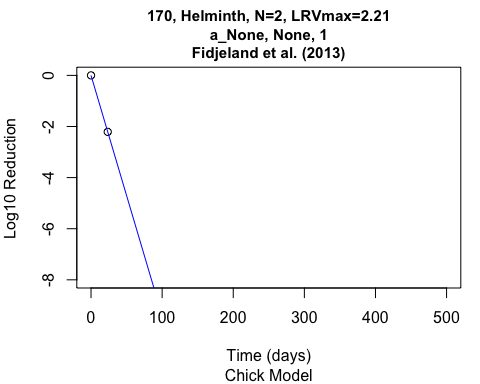 170, Helminth, N=2, LRVmax=2.21
a_None, None, 1
Fidjeland et al. (2013)
Log10 Reduction
0
-2
-4
-6
-8
0 100 200 300 400 500
Time (days)
Chick Model